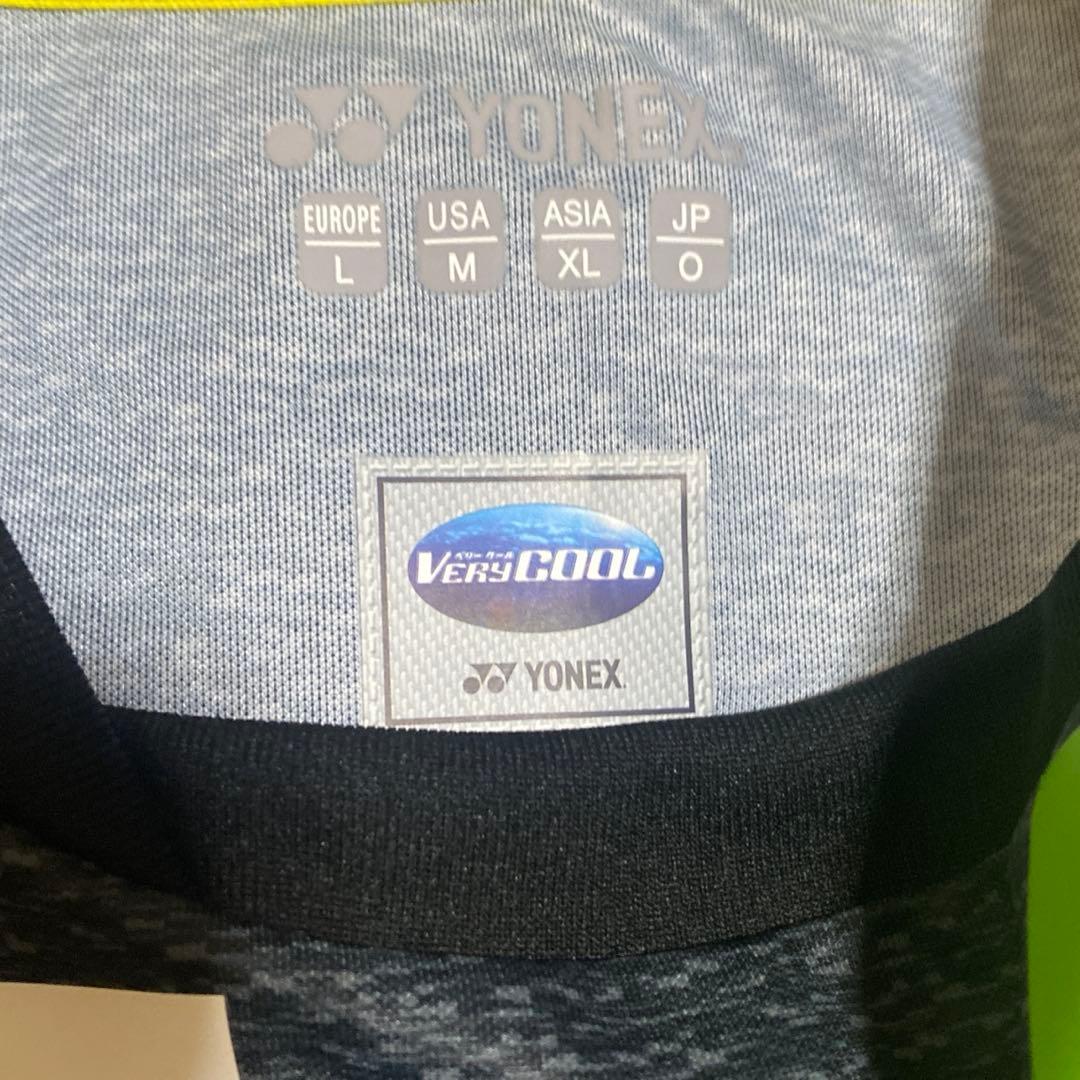 YONEX
EUROPE USA ASIA JP
L M XL O
ベリー クール
VERYCOOL
YONEX